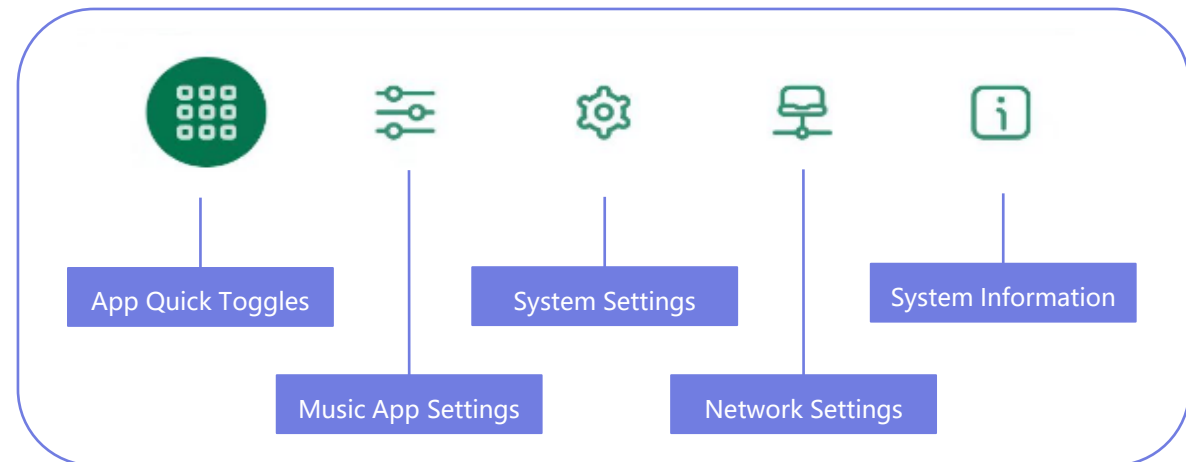 App Quick Toggles
System Settings
System Information
Music App Settings
Network Settings